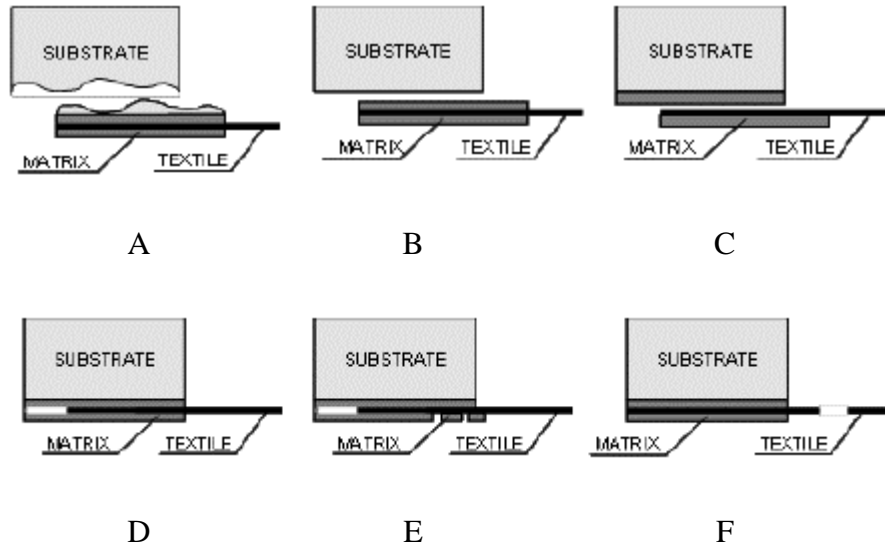 SUBSTRATE SUBSTRATE SUBSTRATE
MATRIX TEXTILE MATRIX TEXTILE MATRIX TEXTILE
A B C
SUBSTRATE SUBSTRATE SUBSTRATE
MATRIX TEXTILE MATRIX TEXTILE MATRIX TEXTILE
D E F